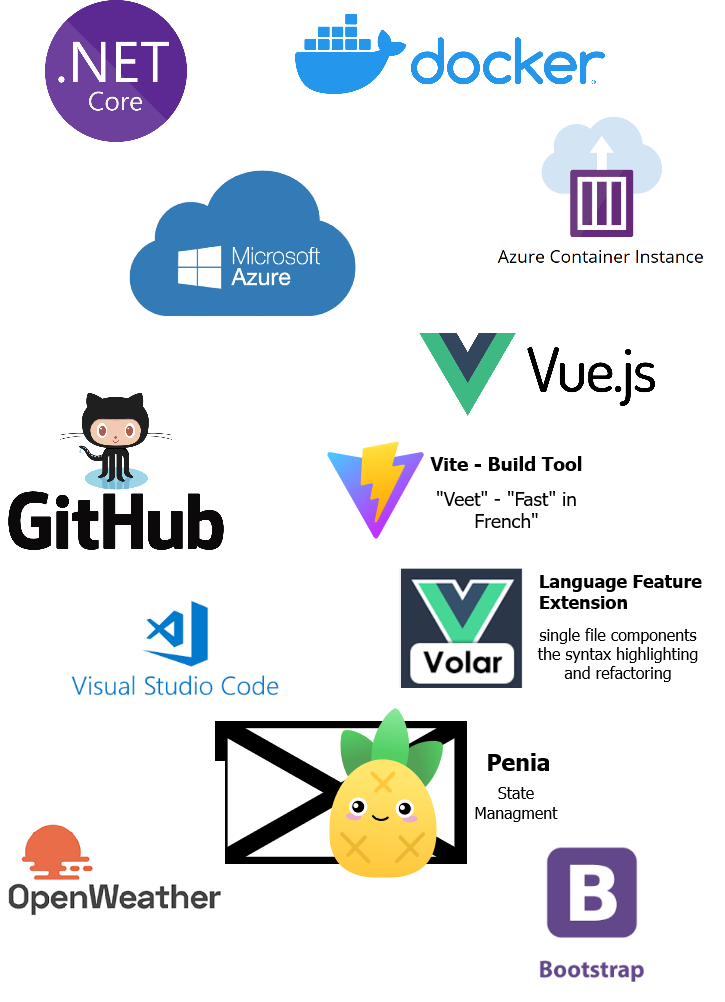 .NET
Core
docker
Azure Container Instance
Microsoft
Azure
Vue.js
GitHub
Vite - Build Tool
"Veet" - "Fast" in
French"
Volar
Language Feature
Extension
single file components
the syntax highlighting
and refactoring
Visual Studio Code
Penia
State
Managment
OpenWeather
B
Bootstrap